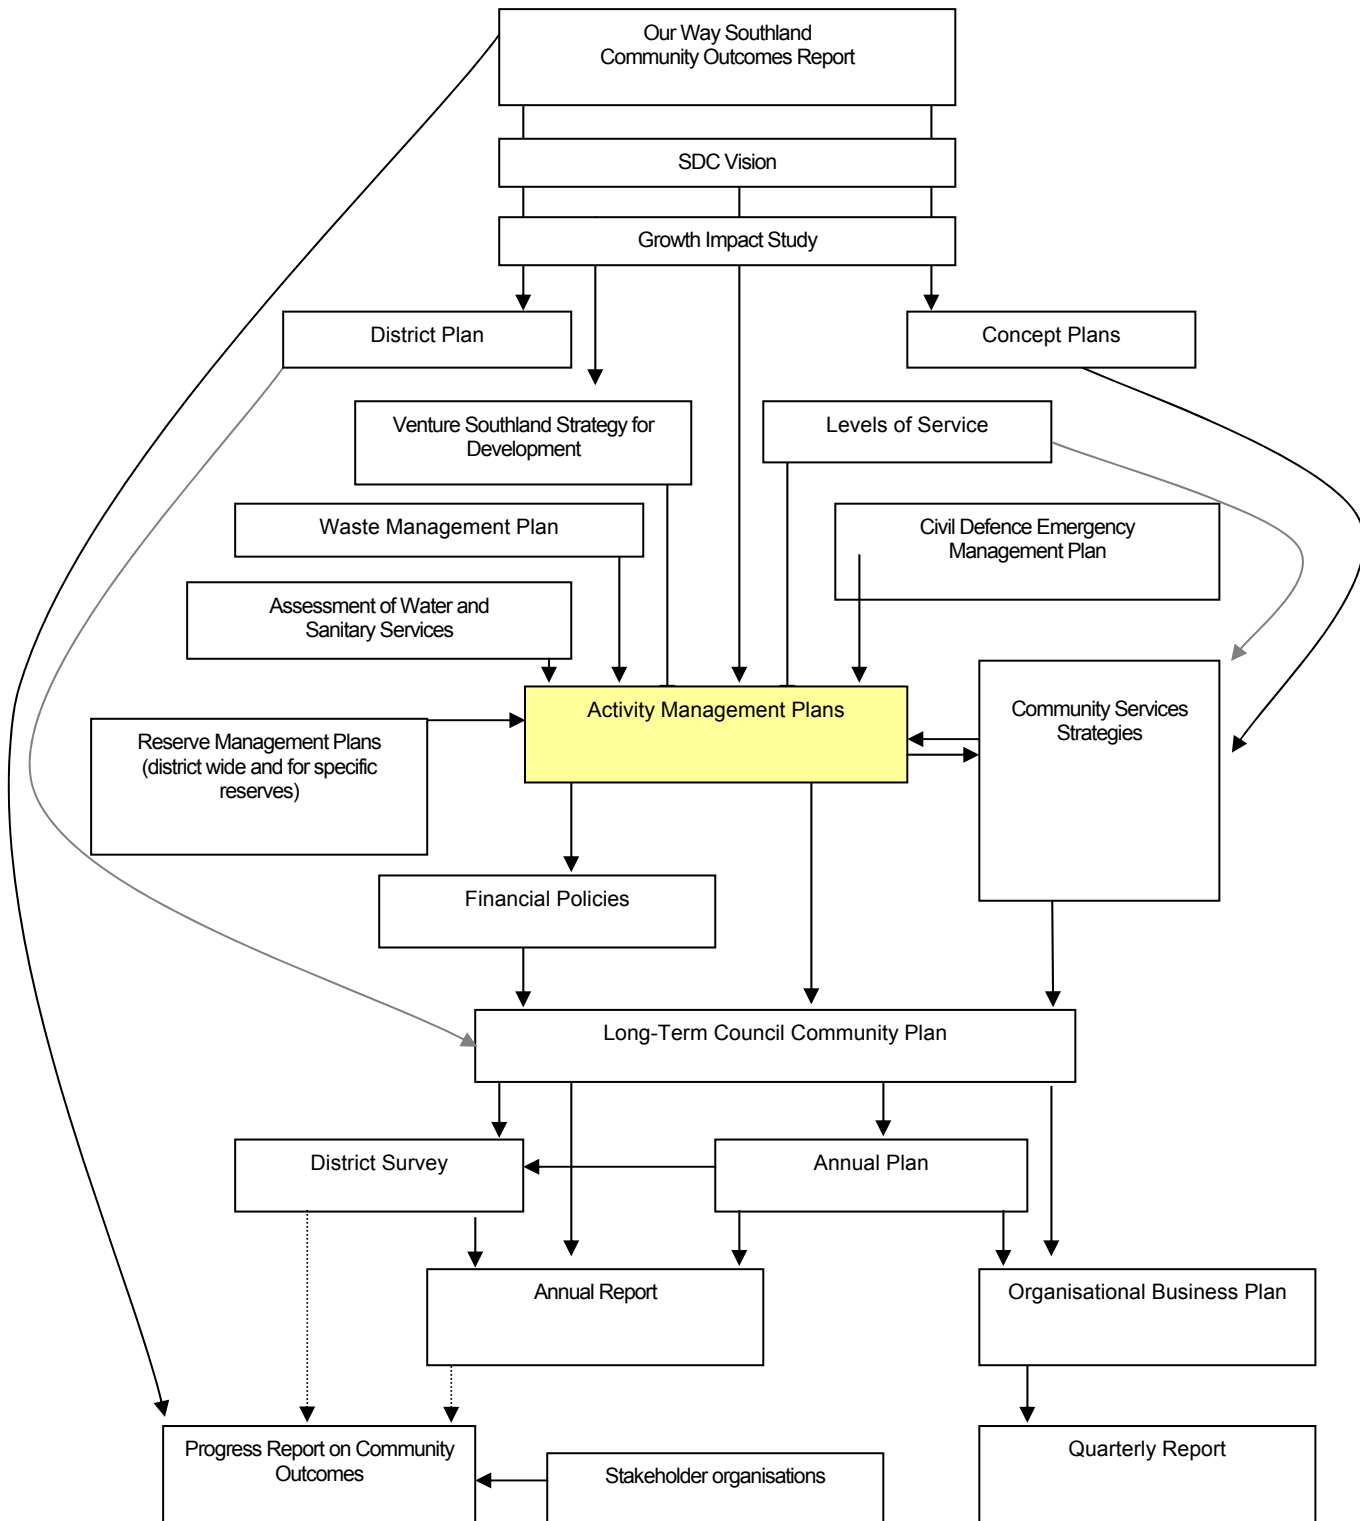 Our Way Southland
Community Outcomes Report
SDC Vision
Growth Impact Study
District Plan
Concept Plans
Venture Southland Strategy for
Development
Levels of Service
Waste Management Plan
Civil Defence Emergency
Management Plan
Assessment of Water and
Sanitary Services
Activity Management Plans
Community Services
Strategies
Reserve Management Plans
(district wide and for specific
reserves)
Financial Policies
Long-Term Council Community Plan
District Survey
Annual Plan
Annual Report
Organisational Business Plan
Progress Report on Community
Outcomes
Stakeholder organisations
Quarterly Report